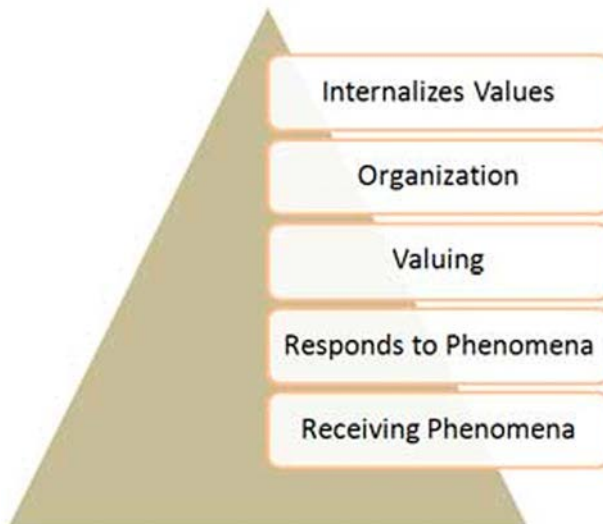 Internalizes Values
Organization
Valuing
Responds to Phenomena
Receiving Phenomena